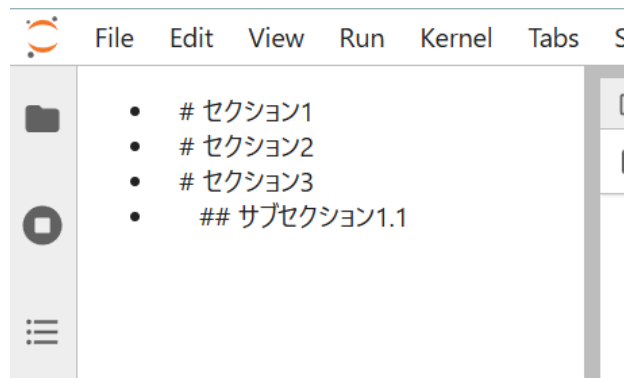 File Edit View Run Kernel Tabs
• # セクション1
• # セクション2
• # セクション3
• ## サブセクション1.1